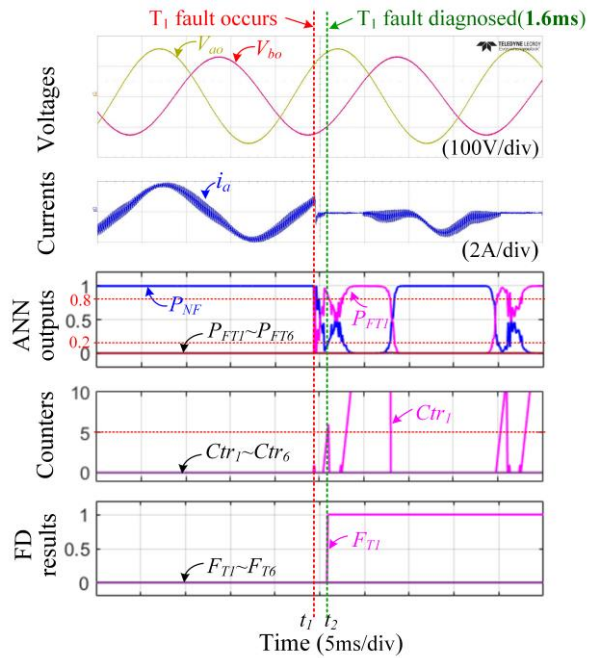 T1 fault occurs
T1 fault diagnosed(1.6ms)
Vao
Vbo
TELEDYNE LECROY
Voltages
(100V/div)
ia
Currents
(2A/div)
ANN
outputs
1
0.8
0.5
0.2
0
PNF
PFT1
PFT1~PFT6
Counters
10
5
0
Ctr1
Ctr1~Ctr6
FD
results
1
0.5
0
FT1
FT1~FT6
t1
t2
Time (5ms/div)